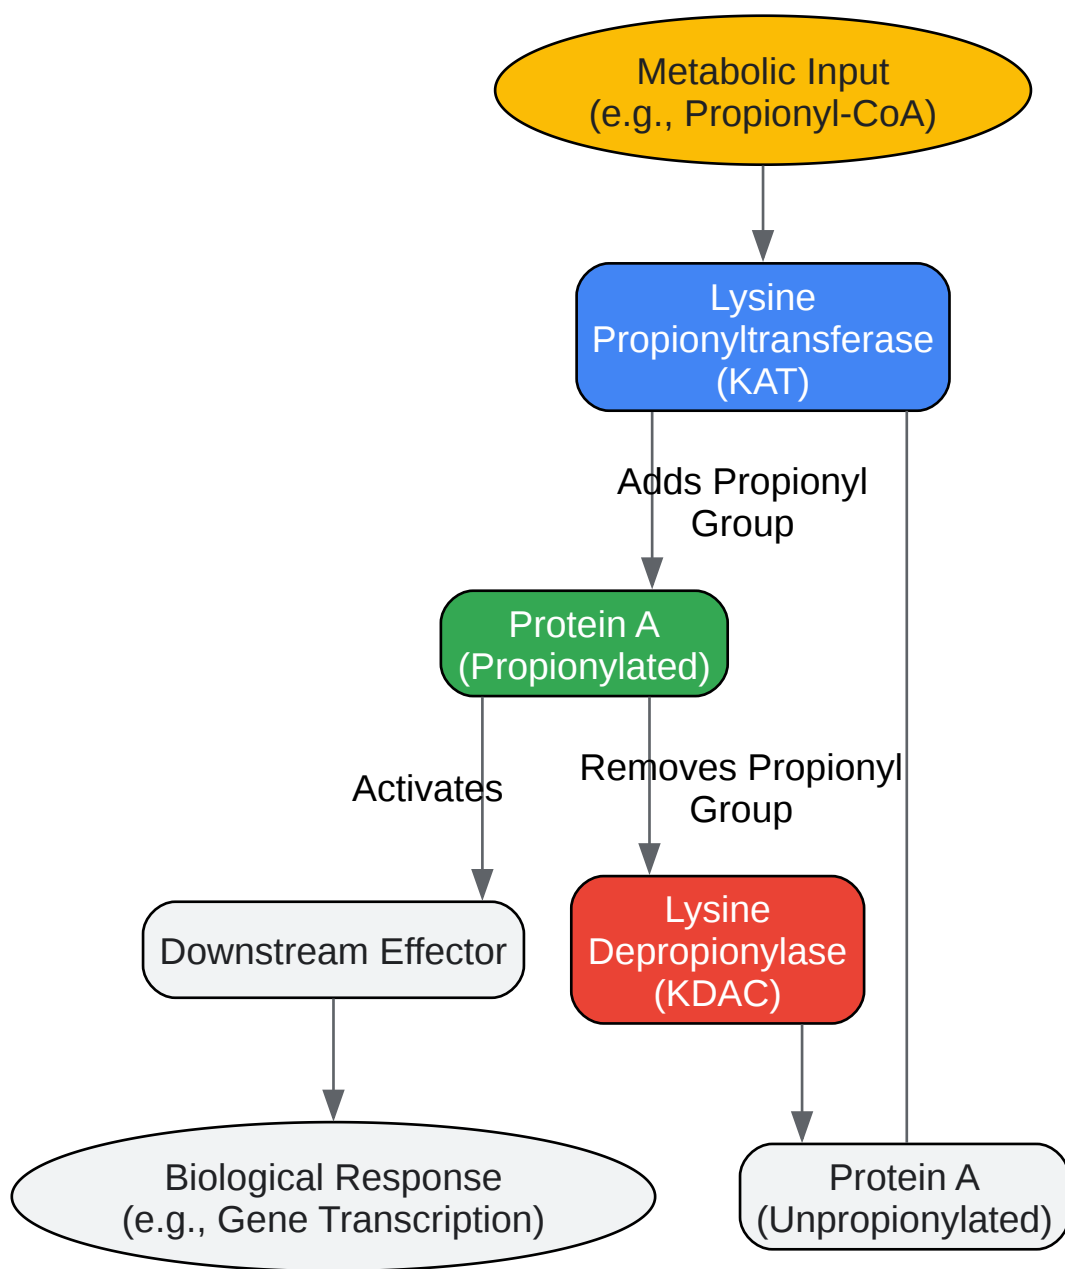 Metabolic Input
(e.g., Propionyl-CoA)
Lysine
Propionyltransferase
(KAT)
Adds Propionyl
Group
Protein A
(Propionylated)
Activates
Removes Propionyl
Group
Downstream Effector
Lysine
Depropionylase
(KDAC)
Biological Response
(e.g., Gene Transcription)
Protein A
(Unpropionylated)